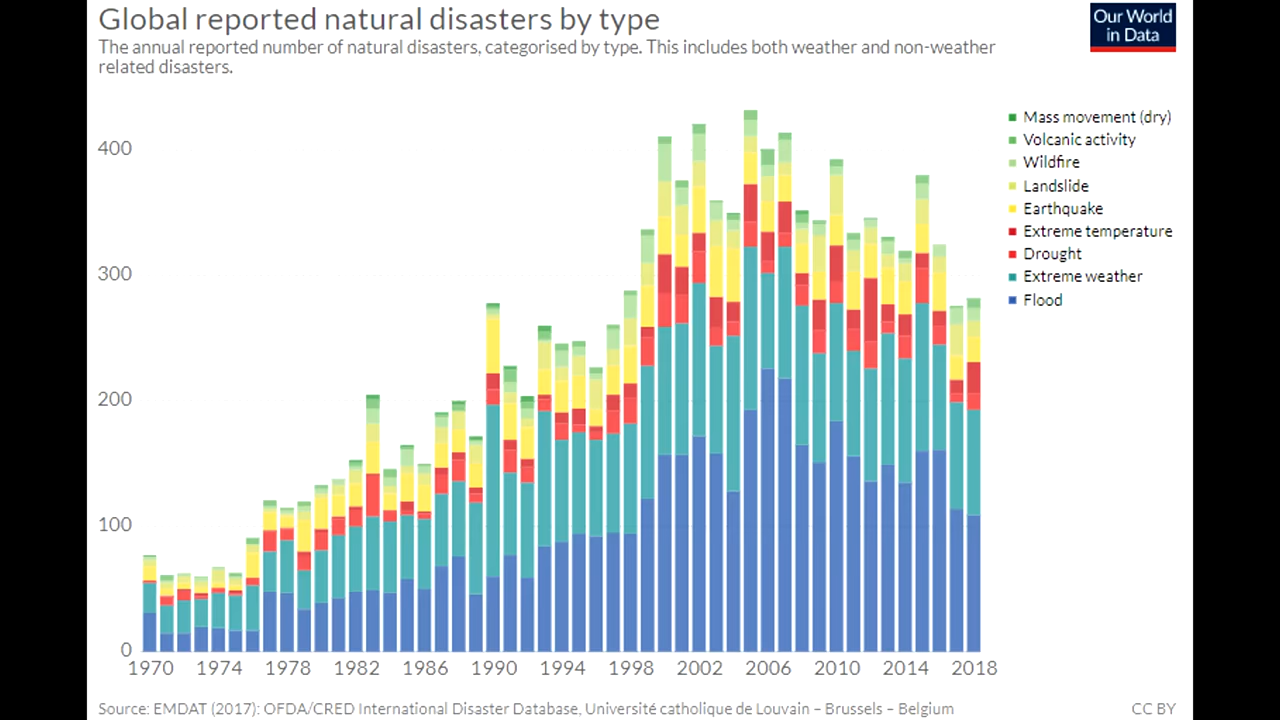 Global reported natural disasters by type
Our World
in Data
The annual reported number of natural disasters, categorised by type. This includes both weather and non-weather
related disasters.
Mass movement (dry)
Volcanic activity
Wildfire
Landslide
Earthquake
Extreme temperature
Drought
Extreme weather
Flood
400
300
200
100
0
1970 1974 1978 1982 1986 1990 1994 1998 2002 2006 2010 2014 2018
Source: EMDAT (2017): OFDA/CRED International Disaster Database, Université catholique de Louvain – Brussels – Belgium
CC BY